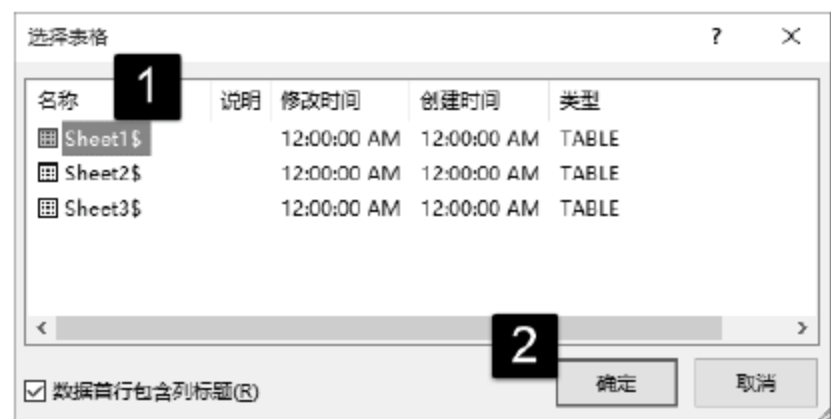 选择表格 ? ×
1
名称 说明 修改时间 创建时间 类型
Sheet1$ 12:00:00 AM 12:00:00 AM TABLE
Sheet2$ 12:00:00 AM 12:00:00 AM TABLE
Sheet3$ 12:00:00 AM 12:00:00 AM TABLE
2
数据首行包含列标题(R) 确定 取消